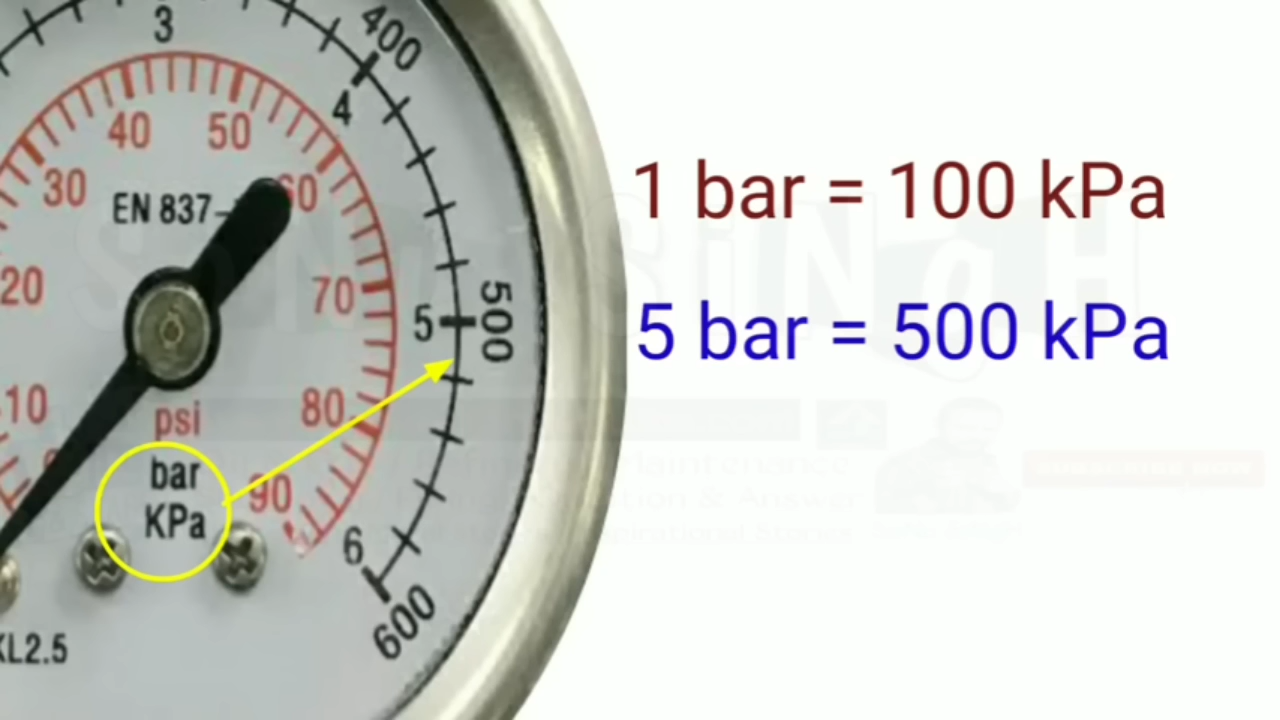 3
400
4
40
50
30
60
EN 837-
1 bar = 100 kPa
20
70
5
500
5 bar = 500 kPa
10
80
psi
bar
KPa
90
0
6
600
KL2.5